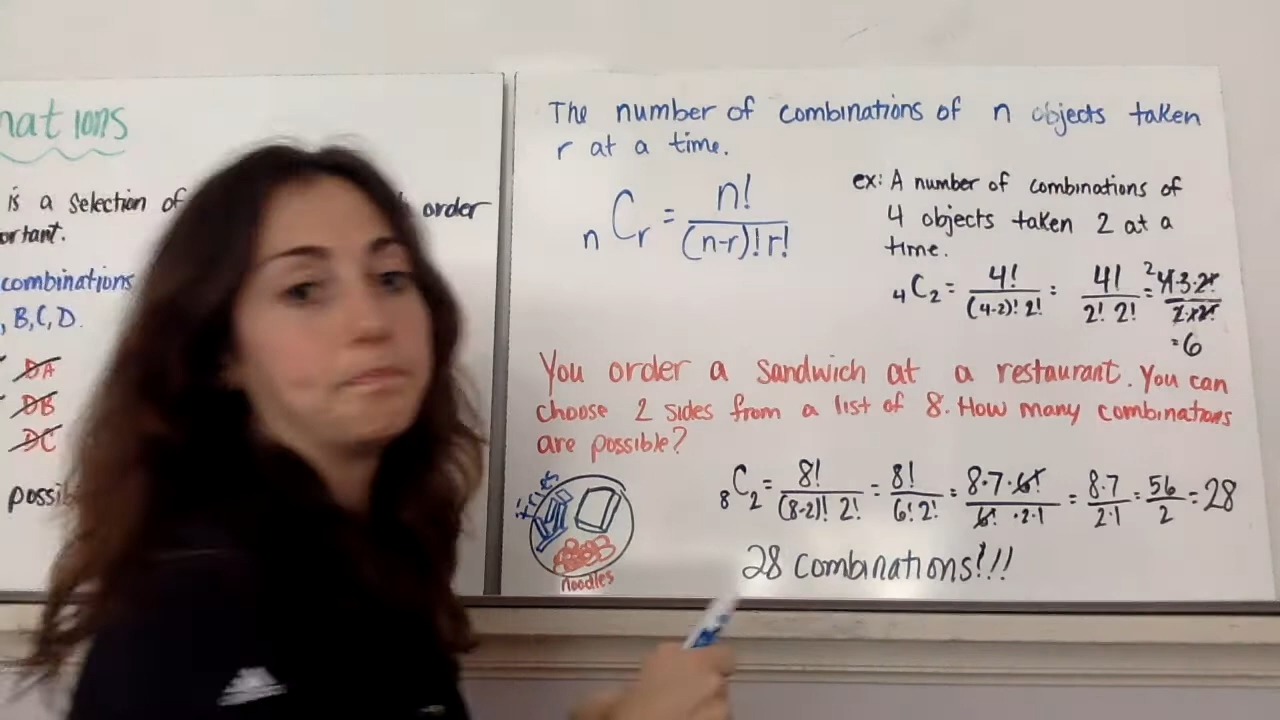 nations
is a selection of
order
ortant.
combinations
, B, C, D.
DA
DB
DC
possib
The number of combinations of n objects taken
r at a time.
nCr = n! / (n-r)! r!
ex: A number of combinations of
4 objects taken 2 at a
time.
4C2 = 4! / (4-2)! 2! = 4! / 2! 2! = 2 4·3·2! / 2·1·2!
= 6
You order a sandwich at a restaurant. You can
choose 2 sides from a list of 8. How many combinations
are possible?
fries
noodles
8C2 = 8! / (8-2)! 2! = 8! / 6! 2! = 8·7·6! / 6!·2·1 = 8·7 / 2·1 = 56 / 2 = 28
28 combinations!!!